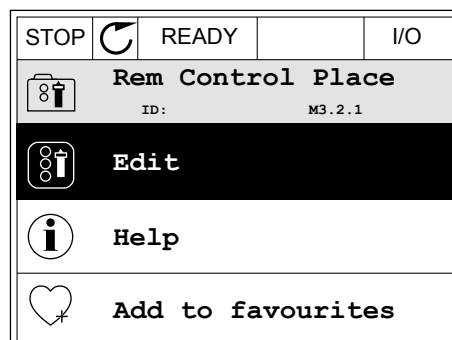 STOP READY I/O
Rem Control Place
ID: M3.2.1
Edit
Help
Add to favourites